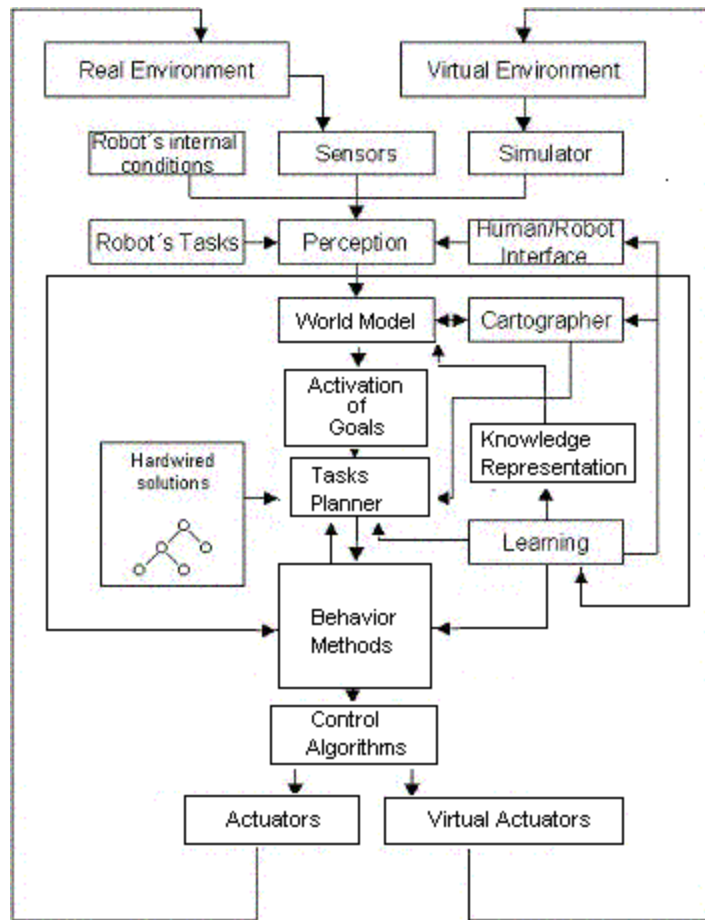 Real Environment
Virtual Environment
Robot´s internal
conditions
Sensors
Simulator
Robot´s Tasks
Perception
Human/Robot
Interface
World Model
Cartographer
Activation
of
Goals
Knowledge
Representation
Hardwired
solutions
Tasks
Planner
Learning
Behavior
Methods
Control
Algorithms
Actuators
Virtual Actuators